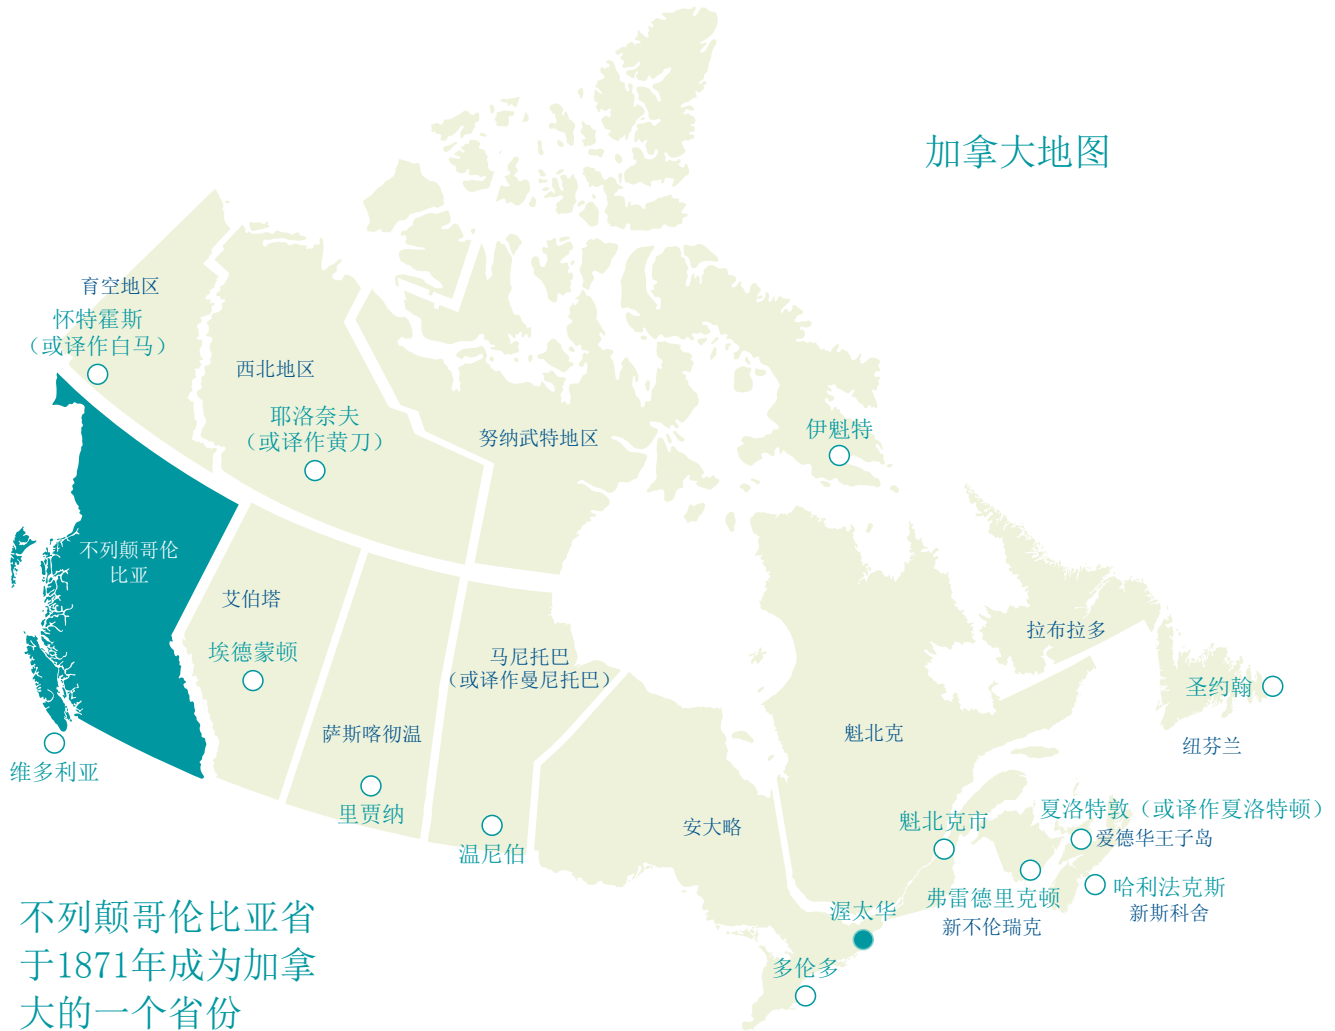 加拿大地图
育空地区
怀特霍斯
（或译作白马）
西北地区
耶洛奈夫
（或译作黄刀）
努纳武特地区
伊魁特
不列颠哥伦
比亚
艾伯塔
埃德蒙顿
马尼托巴
（或译作曼尼托巴）
拉布拉多
圣约翰
纽芬兰
萨斯喀彻温
魁北克
维多利亚
里贾纳
温尼伯
安大略
魁北克市
夏洛特敦（或译作夏洛特顿）
爱德华王子岛
弗雷德里克顿
新不伦瑞克
哈利法克斯
新斯科舍
渥太华
多伦多
不列颠哥伦比亚省
于1871年成为加拿
大的一个省份